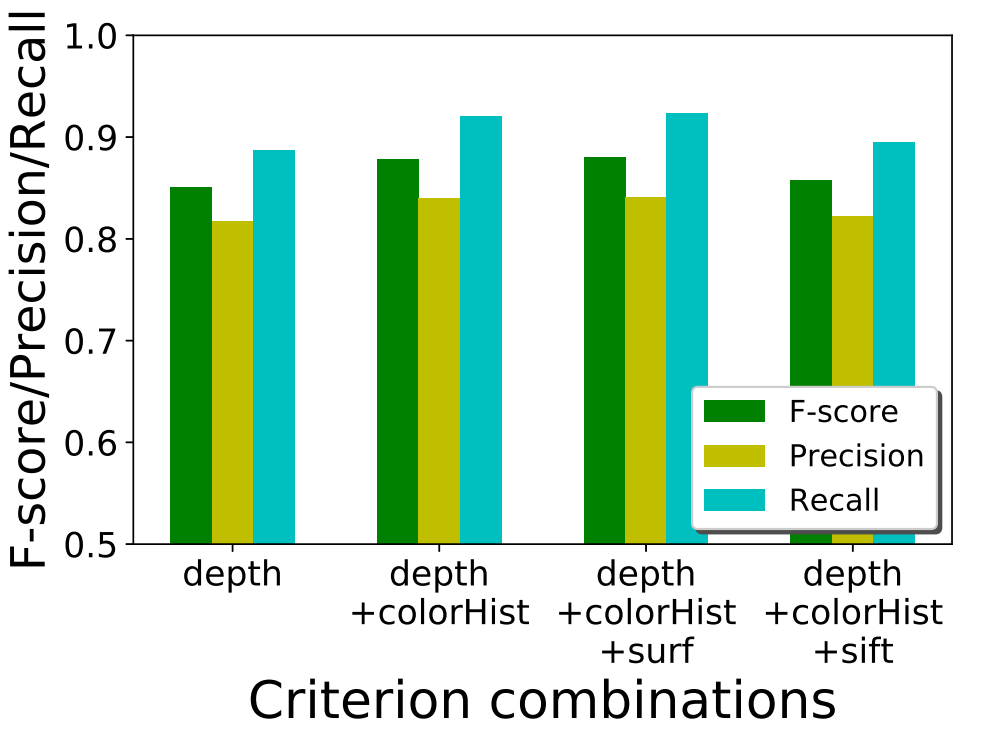 F-score/Precision/Recall
1.0
0.9
0.8
0.7
0.6
0.5
F-score
Precision
Recall
depth
depth
+colorHist
depth
+colorHist
+surf
depth
+colorHist
+sift
Criterion combinations